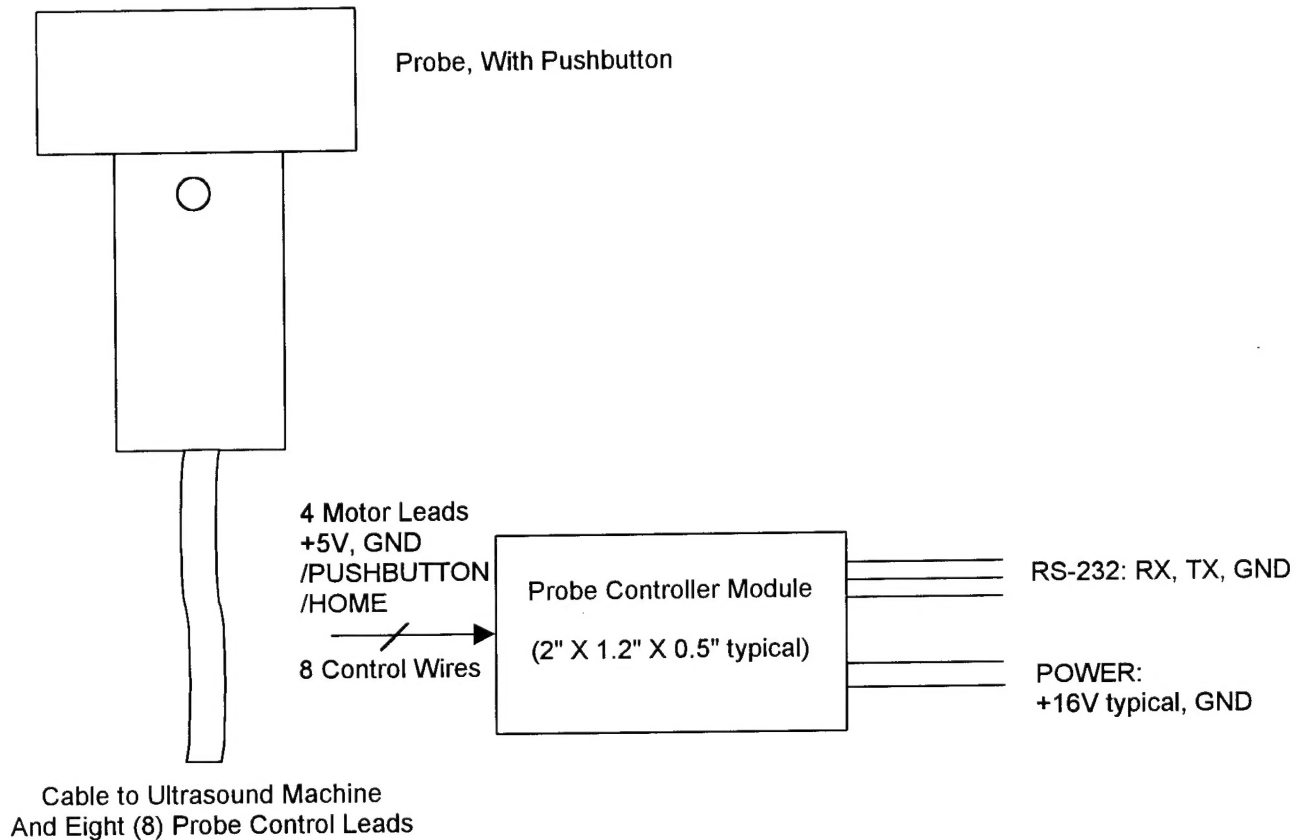 Probe, With Pushbutton
4 Motor Leads
+5V, GND
/PUSHBUTTON
/HOME
8 Control Wires
Probe Controller Module
(2" X 1.2" X 0.5" typical)
RS-232: RX, TX, GND
POWER:
+16V typical, GND
Cable to Ultrasound Machine
And Eight (8) Probe Control Leads